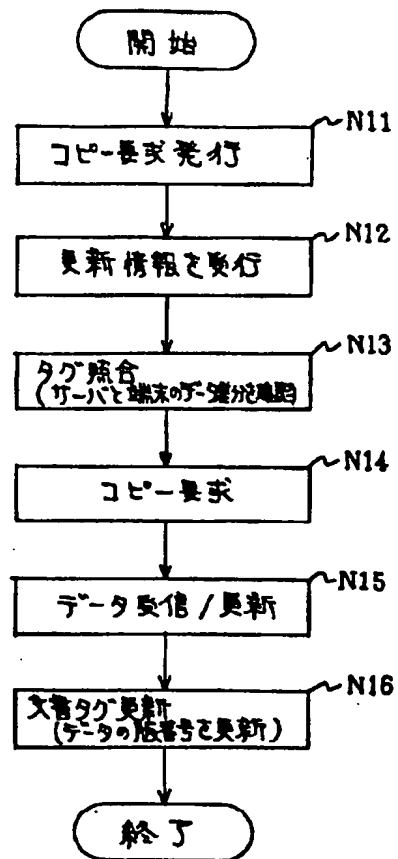 開始
N11
コピー要求発行
N12
更新情報を受行
N13
タグ照合
(サーバと端末のデータ差分を確認
N14
コピー要求
N15
データ受信/更新
N16
文書タグ更新
(データの版番号を更新)
終了